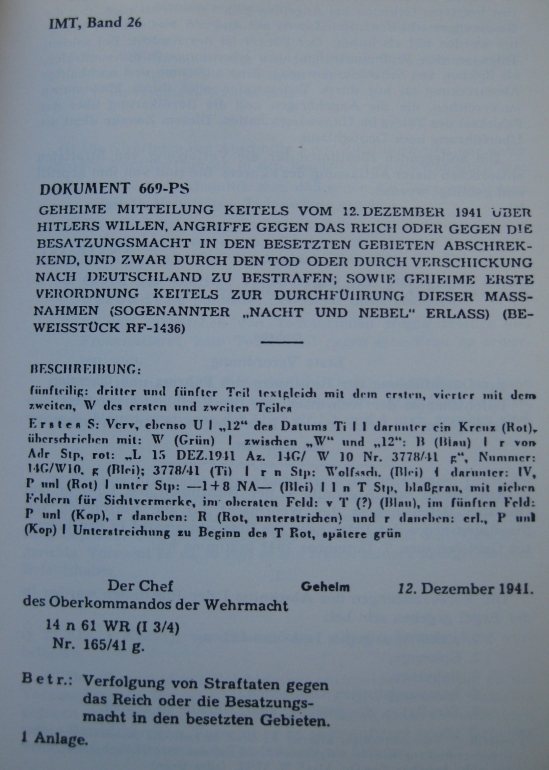 IMT, Band 26
DOKUMENT 669-PS
GEHEIME MITTEILUNG KEITELS VOM 12. DEZEMBER 1941 ÜBER
HITLERS WILLEN, ANGRIFFE GEGEN DAS REICH ODER GEGEN DIE
BESATZUNGSMACHT IN DEN BESETZTEN GEBIETEN ABSCHREK-
KEND, UND ZWAR DURCH DEN TOD ODER DURCH VERSCHICKUNG
NACH DEUTSCHLAND ZU BESTRAFEN; SOWIE GEHEIME ERSTE
VERORDNUNG KEITELS ZUR DURCHFÜHRUNG DIESER MASS-
NAHMEN (SOGENANNTER „NACHT UND NEBEL" ERLASS) (BE-
WEISSTÜCK RF-1436)
BESCHREIBUNG:
fünfteilig: dritter und fünfter Teil textgleich mit dem ersten, vierter mit dem
zweiten, W des ersten und zweiten Teiles
Erstes S: Verv, ebenso U l „12" des Datums Ti l l darunter ein Kreuz (Rot),
überschrieben mit: W (Grün) l zwischen „W" und „12": B (Blau) l r von
Adr Stp, rot: „L 15 DEZ.1941 Az. 14G/ W 10 Nr. 3778/41 g", Nummer:
14G/W10. g (Blei); 3778/41 (Ti) l r n Stp: Wolfsch. (Blei) darunter: IV,
P unl (Rot) l unter Stp: —1+8 NA— (Blei) l l n T Stp, blaßgrau, mit sieben
Feldern für Sichtvermerke, im obersten Feld: v T (?) (Blau), im fünften Feld:
P unl (Kop), r daneben: R (Rot, unterstrichen) und r daneben: erl., P unl
(Kop) l Unterstreichung zu Beginn des T Rot, spätere grün
Der Chef Geheim 12. Dezember 1941.
des Oberkommandos der Wehrmacht
14 n 61 WR (I 3/4)
Nr. 165/41 g.
Betr.: Verfolgung von Straftaten gegen
das Reich oder die Besatzungs-
macht in den besetzten Gebieten.
1 Anlage.